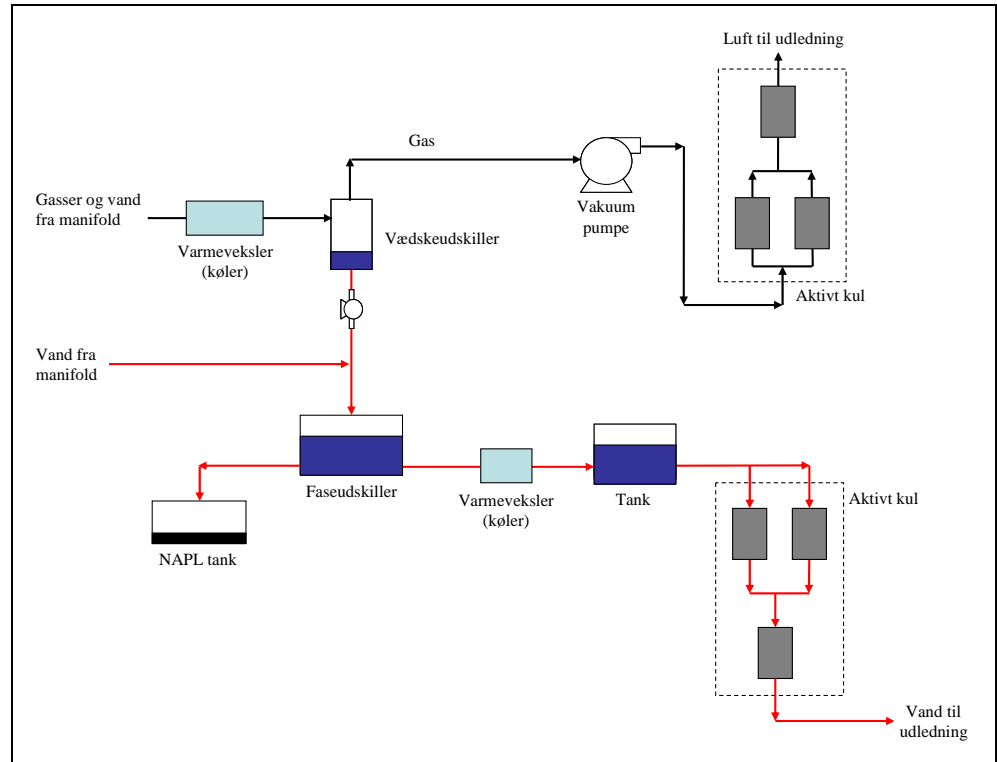 Luft til udledning
Gas
Gasser og vand
fra manifold
Varmeveksler
(køler)
Vædskeudskiller
Vakuum
pumpe
Aktivt kul
Vand fra
manifold
Faseudskiller
Varmeveksler
(køler)
Tank
Aktivt kul
NAPL tank
Vand til
udledning